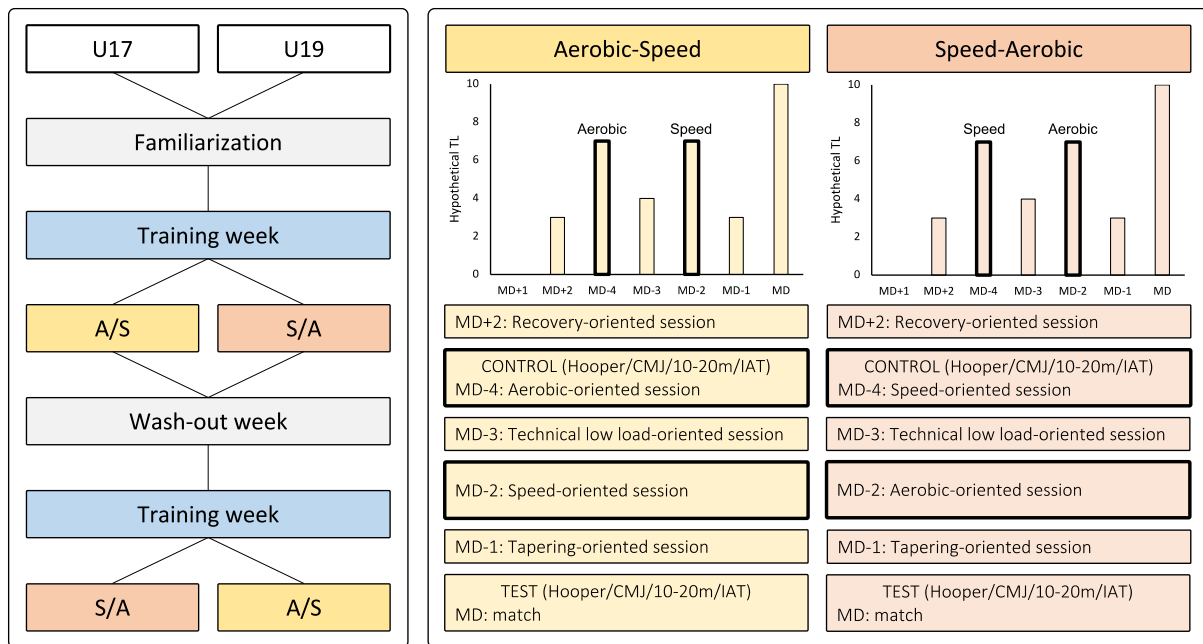 U17
U19
Familiarization
Training week
A/S
S/A
Wash-out week
Training week
S/A
A/S
Aerobic-Speed
Hypothetical TL
10
8
6
4
2
0
Aerobic
Speed
MD+1 MD+2 MD-4 MD-3 MD-2 MD-1 MD
MD+2: Recovery-oriented session
CONTROL (Hooper/CMJ/10-20m/IAT)
MD-4: Aerobic-oriented session
MD-3: Technical low load-oriented session
MD-2: Speed-oriented session
MD-1: Tapering-oriented session
TEST (Hooper/CMJ/10-20m/IAT)
MD: match
Speed-Aerobic
Hypothetical TL
10
8
6
4
2
0
Speed
Aerobic
MD+1 MD+2 MD-4 MD-3 MD-2 MD-1 MD
MD+2: Recovery-oriented session
CONTROL (Hooper/CMJ/10-20m/IAT)
MD-4: Speed-oriented session
MD-3: Technical low load-oriented session
MD-2: Aerobic-oriented session
MD-1: Tapering-oriented session
TEST (Hooper/CMJ/10-20m/IAT)
MD: match